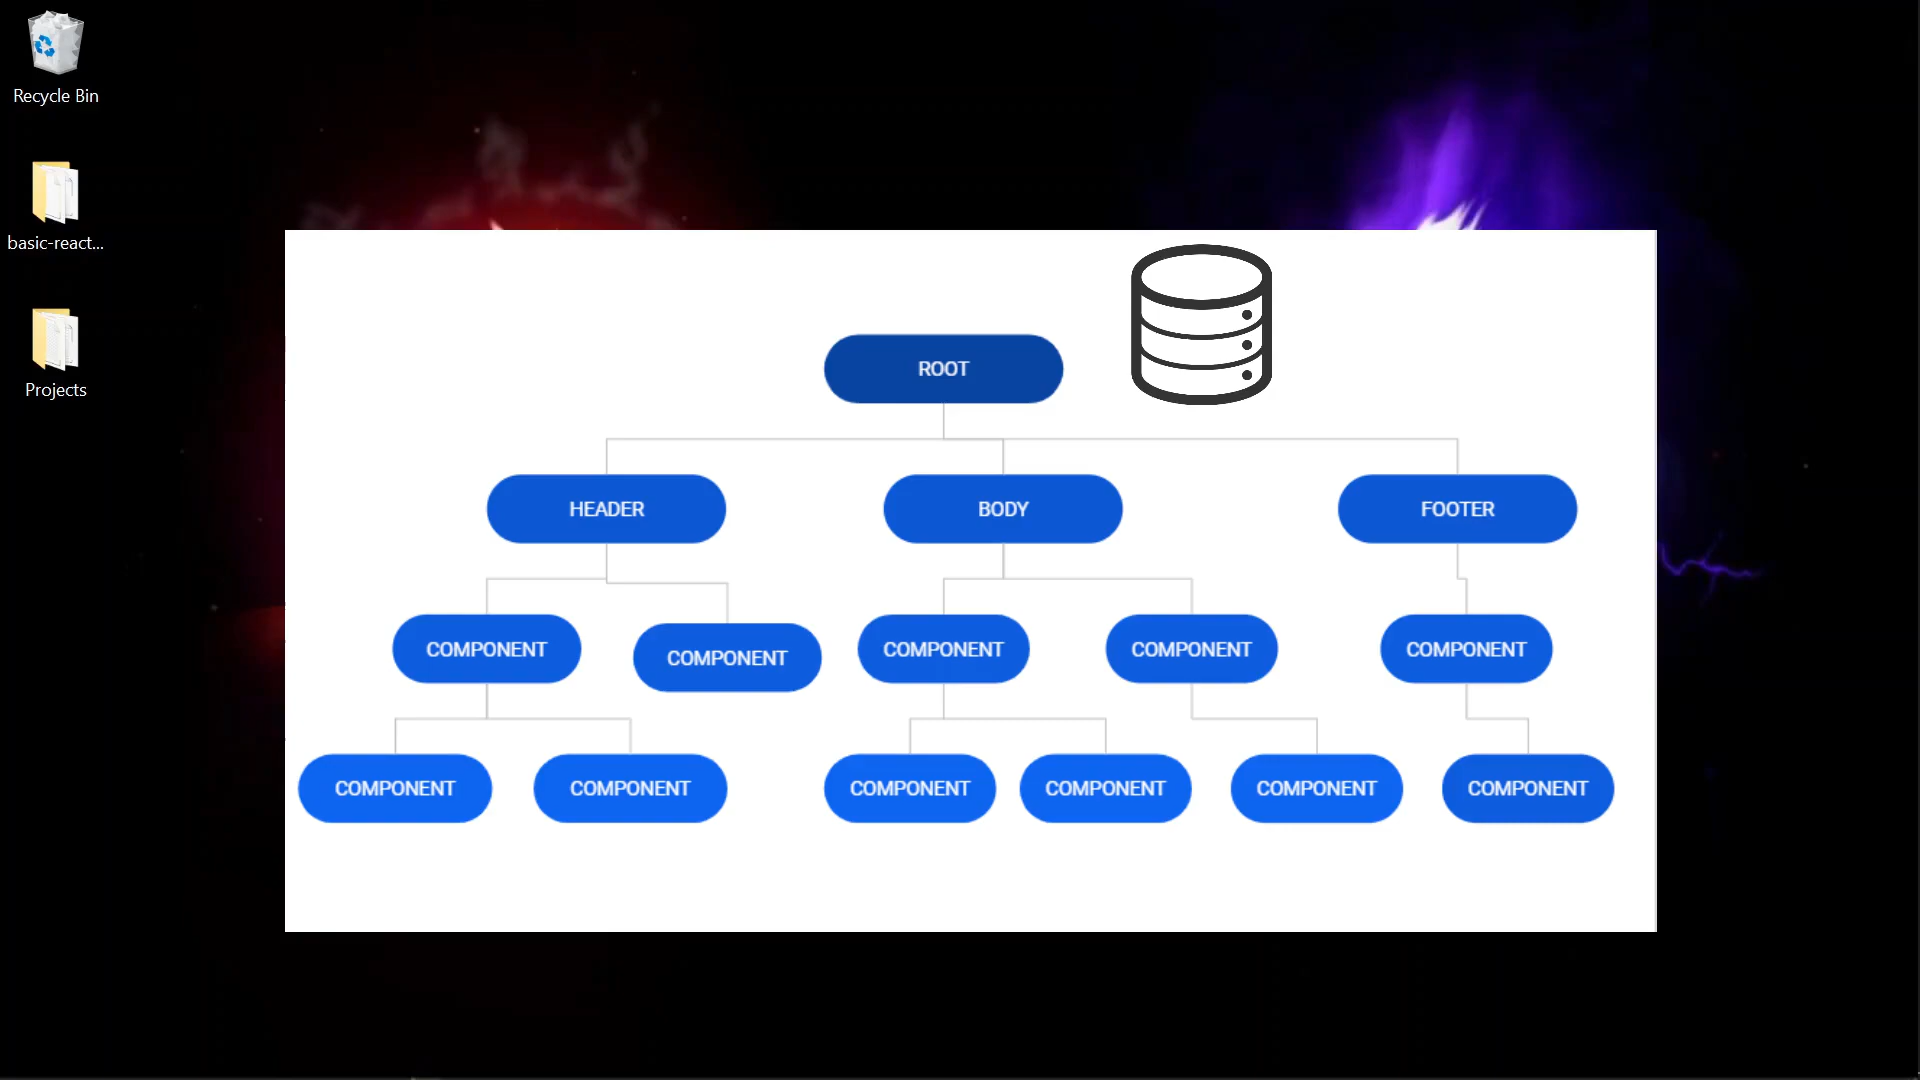 Recycle Bin
basic-react...
Projects
ROOT
HEADER
BODY
FOOTER
COMPONENT
COMPONENT
COMPONENT
COMPONENT
COMPONENT
COMPONENT
COMPONENT
COMPONENT
COMPONENT
COMPONENT
COMPONENT